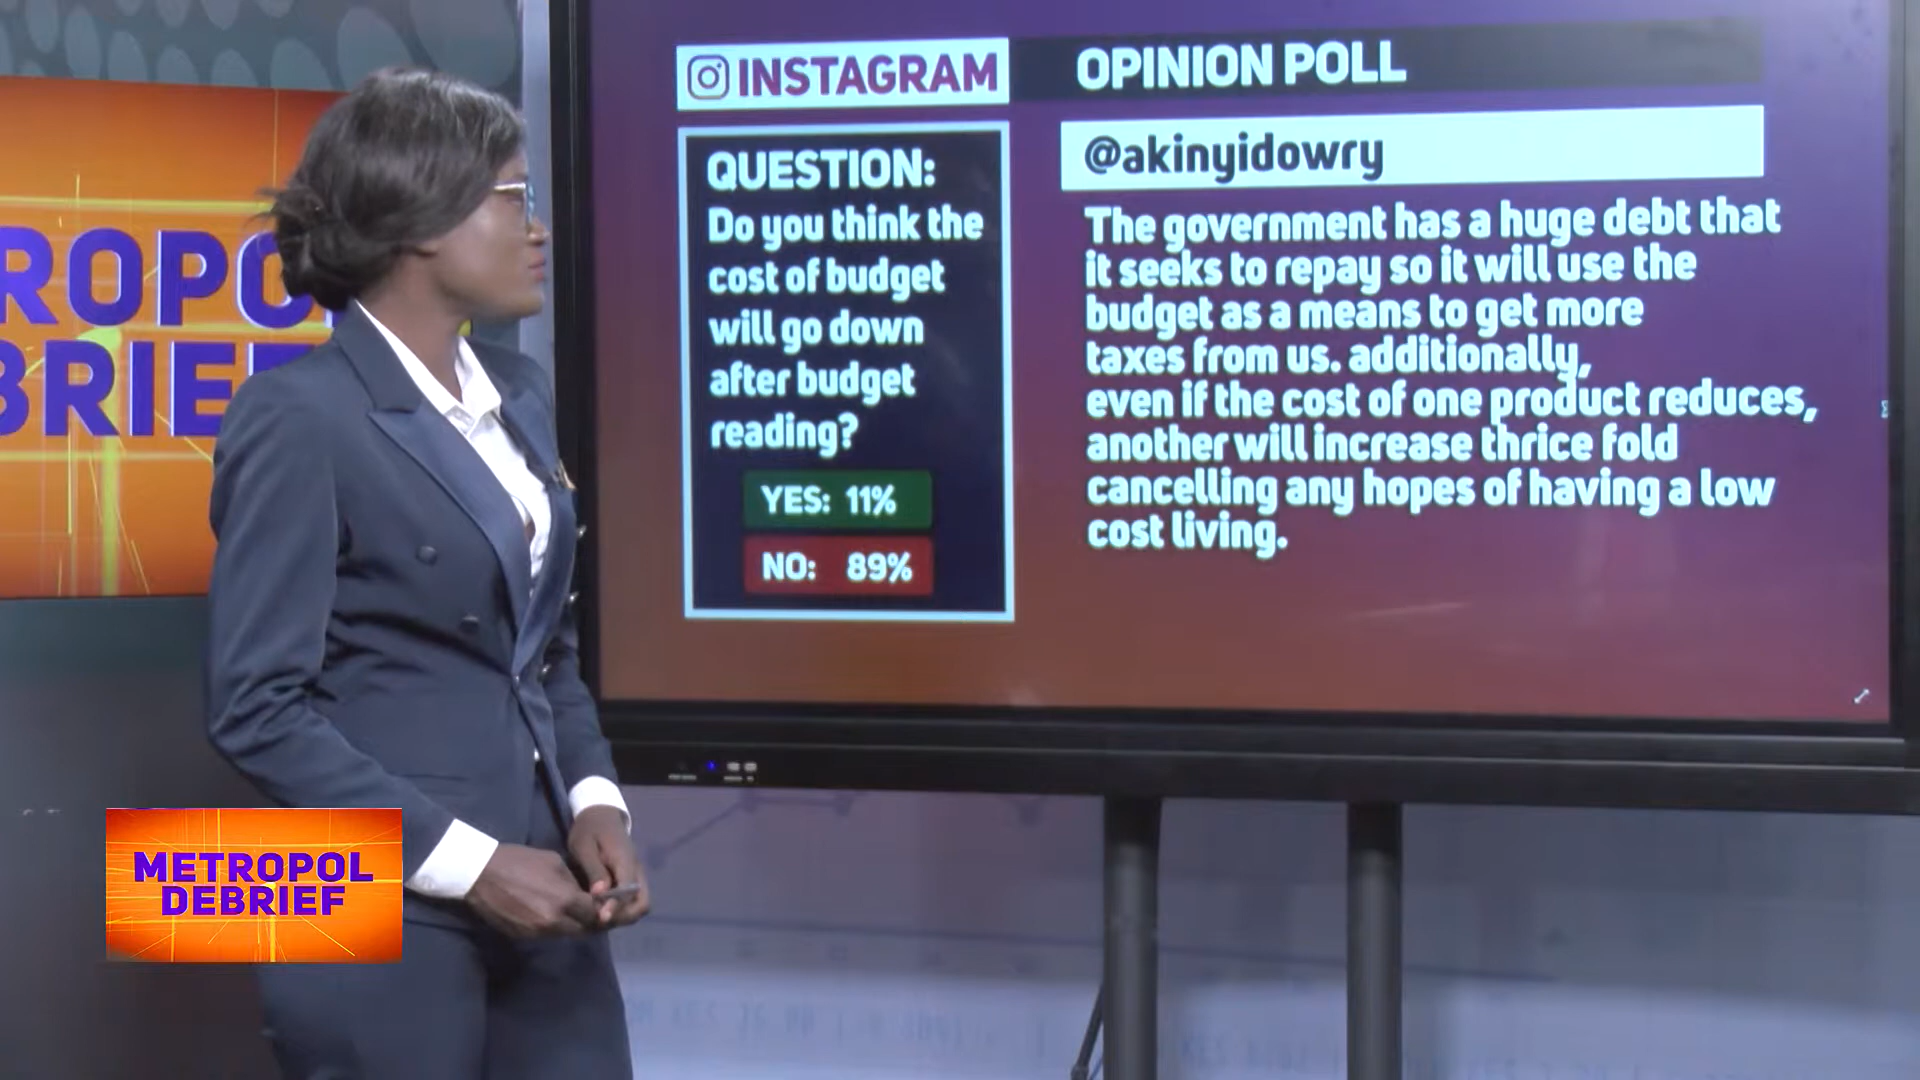 ROPO
BRIE
INSTAGRAM
OPINION POLL
QUESTION:
Do you think the
cost of budget
will go down
after budget
reading?
YES: 11%
NO: 89%
@akinyidowry
The government has a huge debt that
it seeks to repay so it will use the
budget as a means to get more
taxes from us. additionally,
even if the cost of one product reduces,
another will increase thrice fold
cancelling any hopes of having a low
cost living.
METROPOL
DEBRIEF